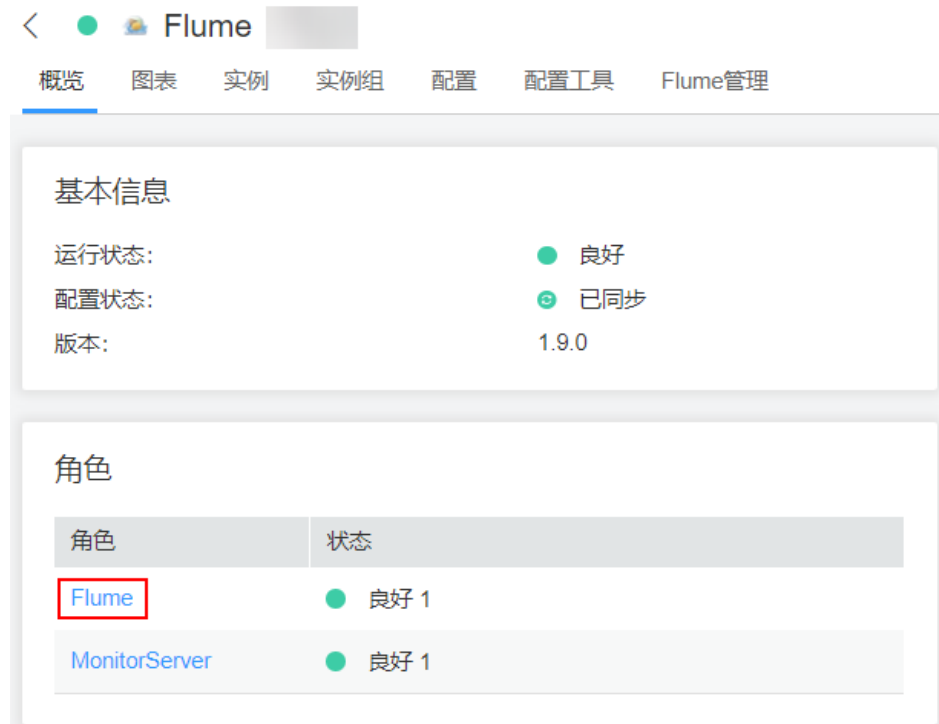 Flume
概览 图表 实例 实例组 配置 配置工具 Flume管理
基本信息
运行状态: 良好
配置状态: 已同步
版本: 1.9.0
角色
角色 状态
Flume 良好 1
MonitorServer 良好 1